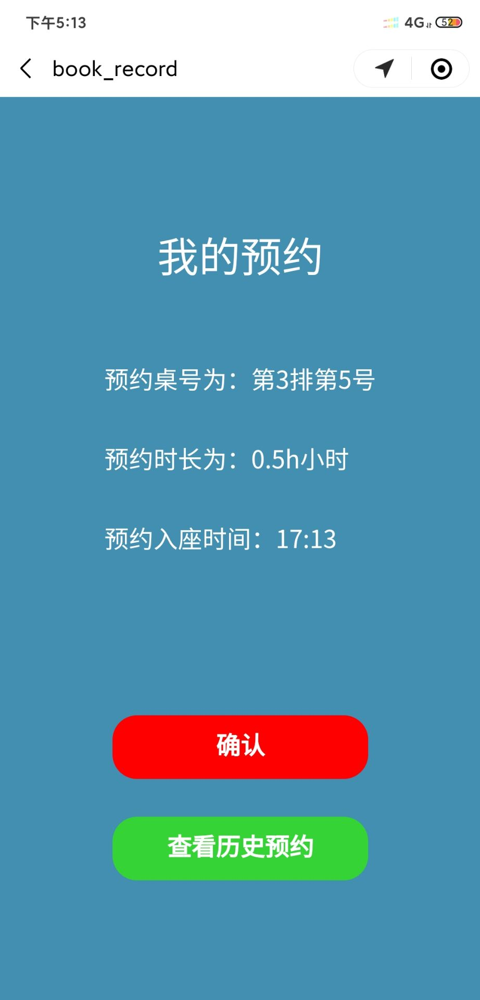 下午5:13
4G
52
book_record
我的预约
预约桌号为：第3排第5号
预约时长为：0.5h小时
预约入座时间：17:13
确认
查看历史预约